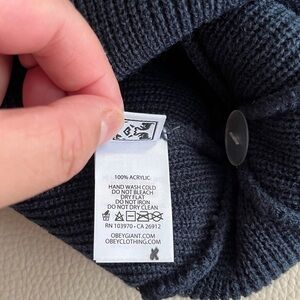 100% ACRYLIC
HAND WASH COLD
DO NOT BLEACH
DRY FLAT
DO NOT IRON
DO NOT DRY CLEAN
RN 103970 • CA 26912
OBEYGIANT.COM
OBEYCLOTHING.COM